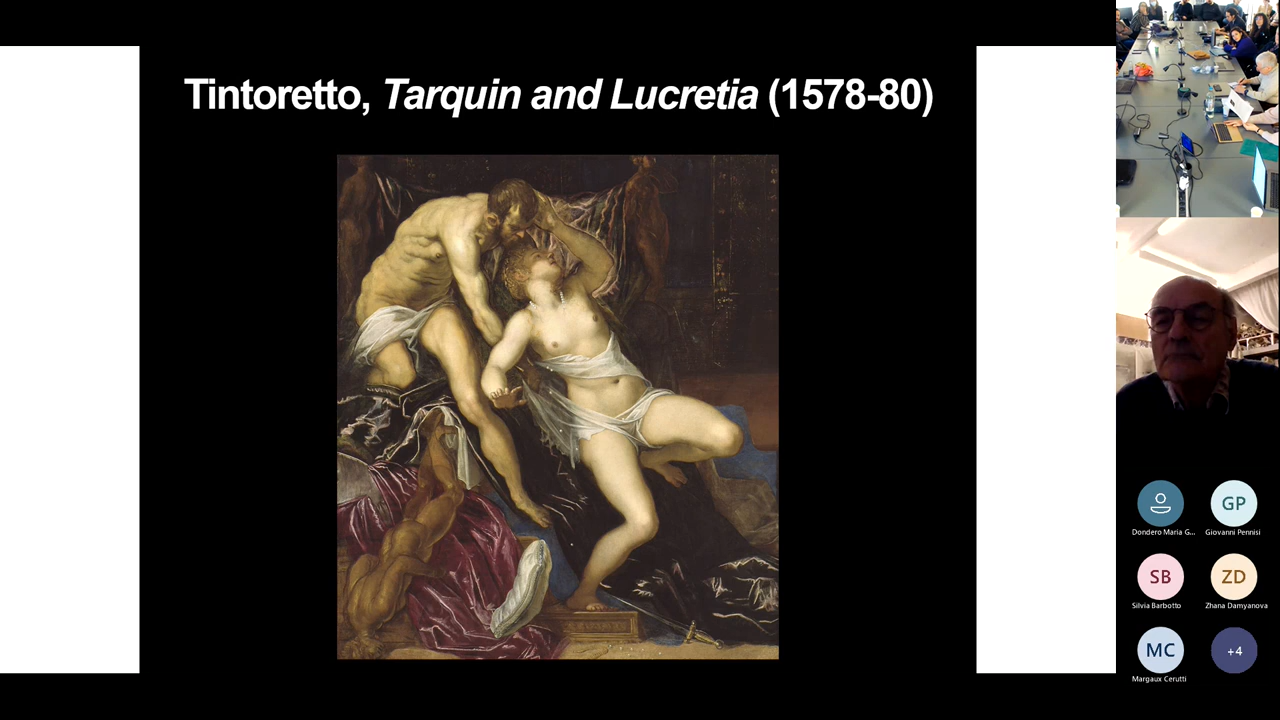 Tintoretto, Tarquin and Lucretia (1578-80)
GP
Dondero Maria G...
Giovanni Pennisi
SB
ZD
Silvia Barbotto
Zhana Damyanova
MC
+4
Margaux Cerutti